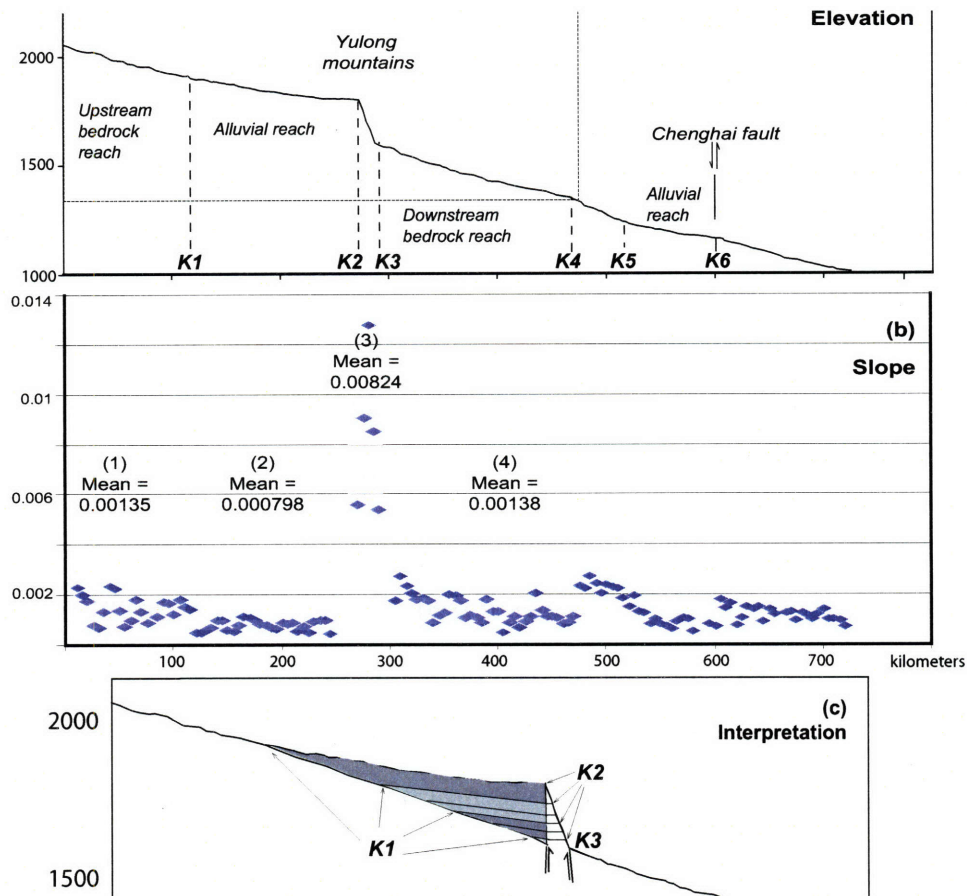 Elevation
2000
Yulong
mountains
Upstream
bedrock
reach
Alluvial reach
Chenghai fault
1500
Alluvial
reach
Downstream
bedrock reach
K1
K2
K3
K4
K5
K6
1000
0.014
(b)
Slope
(3)
Mean =
0.00824
0.01
(1)
Mean =
0.00135
(2)
Mean =
0.000798
(4)
Mean =
0.00138
0.006
0.002
100
200
300
400
500
600
700
kilometers
(c)
Interpretation
2000
K2
K1
K3
1500